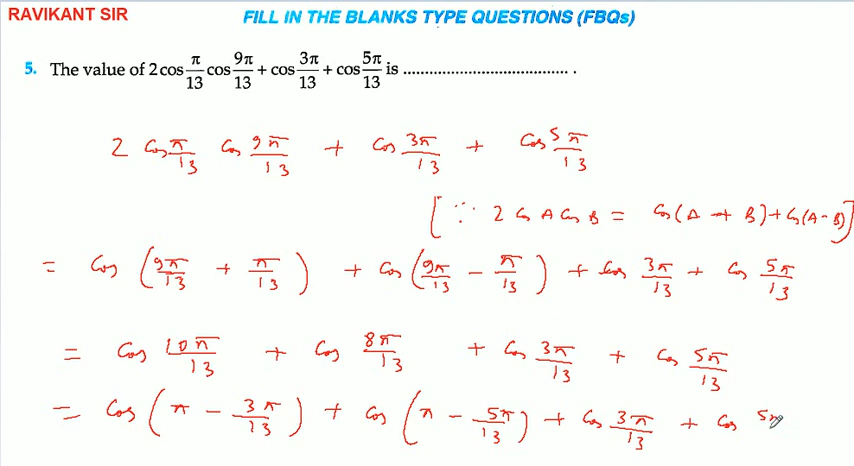 RAVIKANT SIR
FILL IN THE BLANKS TYPE QUESTIONS (FBQs)
5. The value of 2cos π/13 cos 9π/13 + cos 3π/13 + cos 5π/13 is ...................................... .
2 Cos π/13 Cos 9π/13 + Cos 3π/13 + Cos 5π/13
[∵ 2 Cos A Cos B = Cos(A + B) + Cos(A - B)]
= Cos (9π/13 + π/13) + Cos (9π/13 - π/13) + Cos 3π/13 + Cos 5π/13
= Cos 10π/13 + Cos 8π/13 + Cos 3π/13 + Cos 5π/13
= Cos (π - 3π/13) + Cos (π - 5π/13) + Cos 3π/13 + Cos 5π